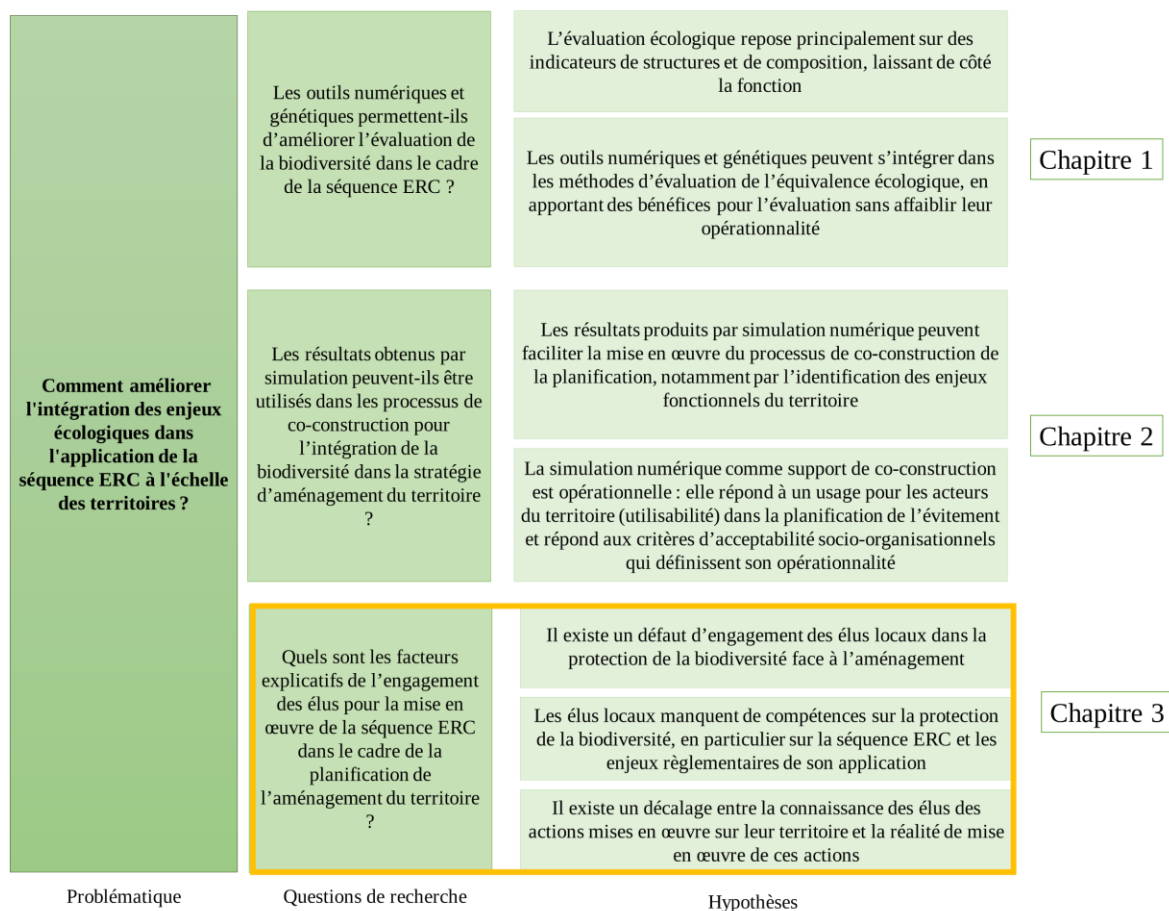 Comment améliorer
l'intégration des enjeux
écologiques dans
l'application de la
séquence ERC à l'échelle
des territoires ?
Les outils numériques et
génétiques permettent-ils
d’améliorer l’évaluation de
la biodiversité dans le cadre
de la séquence ERC ?
L’évaluation écologique repose principalement sur des
indicateurs de structures et de composition, laissant de côté
la fonction
Les outils numériques et génétiques peuvent s’intégrer dans
les méthodes d’évaluation de l’équivalence écologique, en
apportant des bénéfices pour l’évaluation sans affaiblir leur
opérationnalité
Chapitre 1
Les résultats obtenus par
simulation peuvent-ils être
utilisés dans les processus de
co-construction pour
l’intégration de la
biodiversité dans la stratégie
d’aménagement du territoire
?
Les résultats produits par simulation numérique peuvent
faciliter la mise en œuvre du processus de co-construction de
la planification, notamment par l’identification des enjeux
fonctionnels du territoire
La simulation numérique comme support de co-construction
est opérationnelle : elle répond à un usage pour les acteurs
du territoire (utilisabilité) dans la planification de l’évitement
et répond aux critères d’acceptabilité socio-organisationnels
qui définissent son opérationnalité
Chapitre 2
Quels sont les facteurs
explicatifs de l’engagement
des élus pour la mise en
œuvre de la séquence ERC
dans le cadre de la
planification de
l’aménagement du territoire
?
Il existe un défaut d’engagement des élus locaux dans la
protection de la biodiversité face à l’aménagement
Les élus locaux manquent de compétences sur la protection
de la biodiversité, en particulier sur la séquence ERC et les
enjeux règlementaires de son application
Il existe un décalage entre la connaissance des élus des
actions mises en œuvre sur leur territoire et la réalité de mise
en œuvre de ces actions
Chapitre 3
Problématique
Questions de recherche
Hypothèses